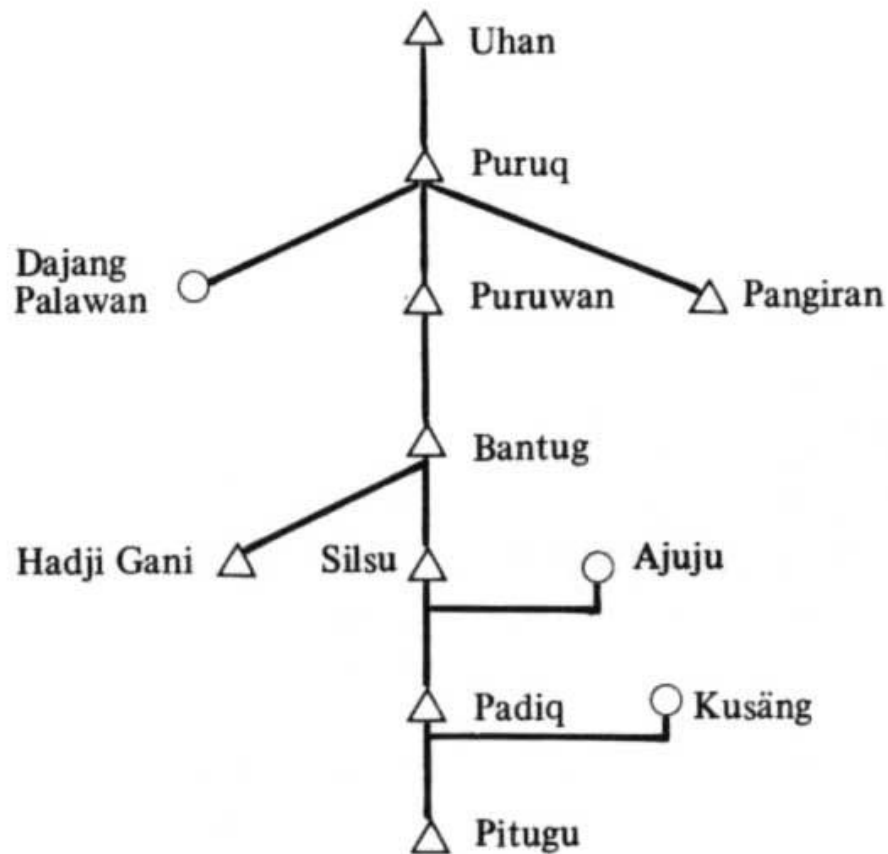 Uhan
Puruq
Dajang
Palawan
Puruwan
Pangiran
Bantug
Hadji Gani
Silsu
Ajuju
Padiq
Kusäng
Pitugu